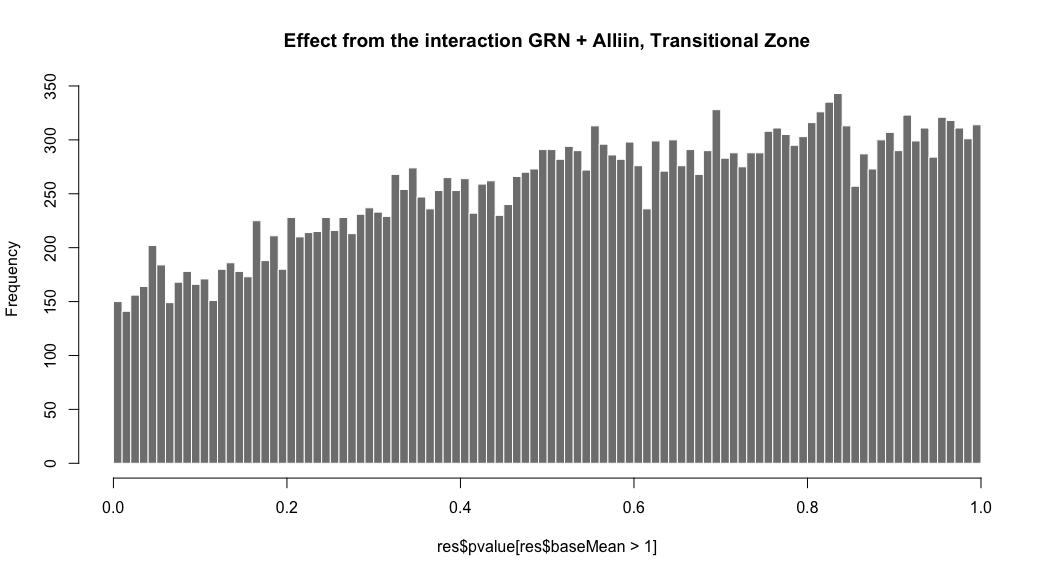 Effect from the interaction GRN + Alliin, Transitional Zone
Frequency
350
300
250
200
150
100
50
0
0.0 0.2 0.4 0.6 0.8 1.0
res$pvalue[res$baseMean > 1]